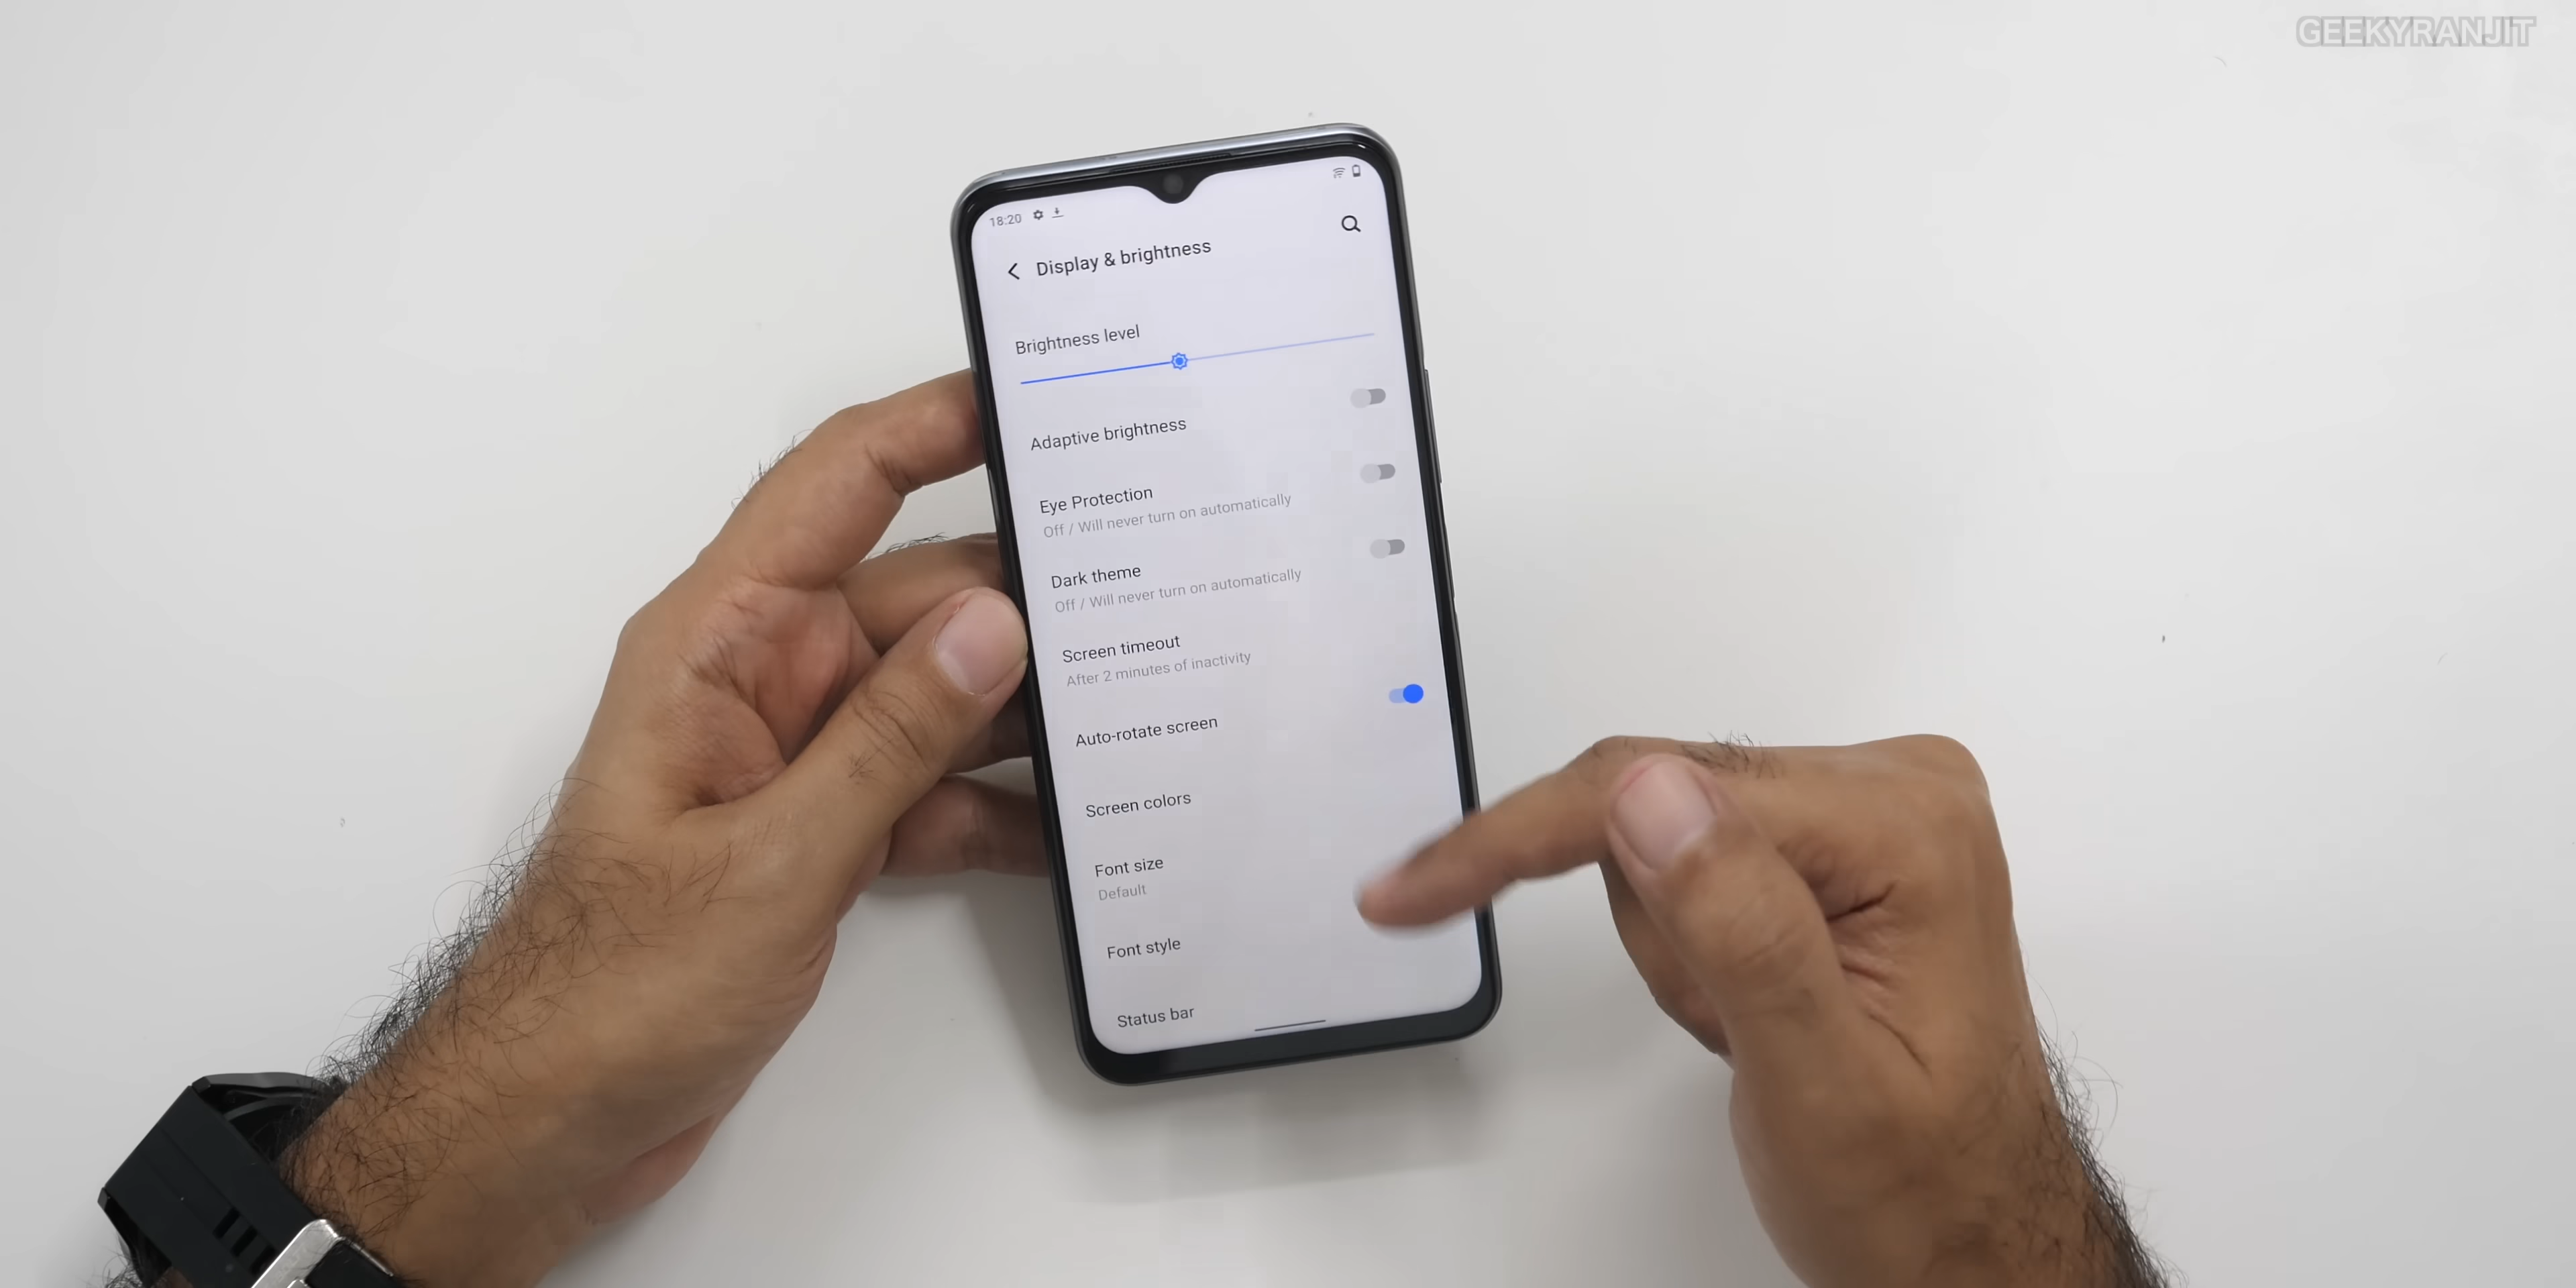 GEEKYRANJIT
18:20
Display & brightness
Brightness level
Adaptive brightness
Eye Protection
Off / Will never turn on automatically
Dark theme
Off / Will never turn on automatically
Screen timeout
After 2 minutes of inactivity
Auto-rotate screen
Screen colors
Font size
Default
Font style
Status bar